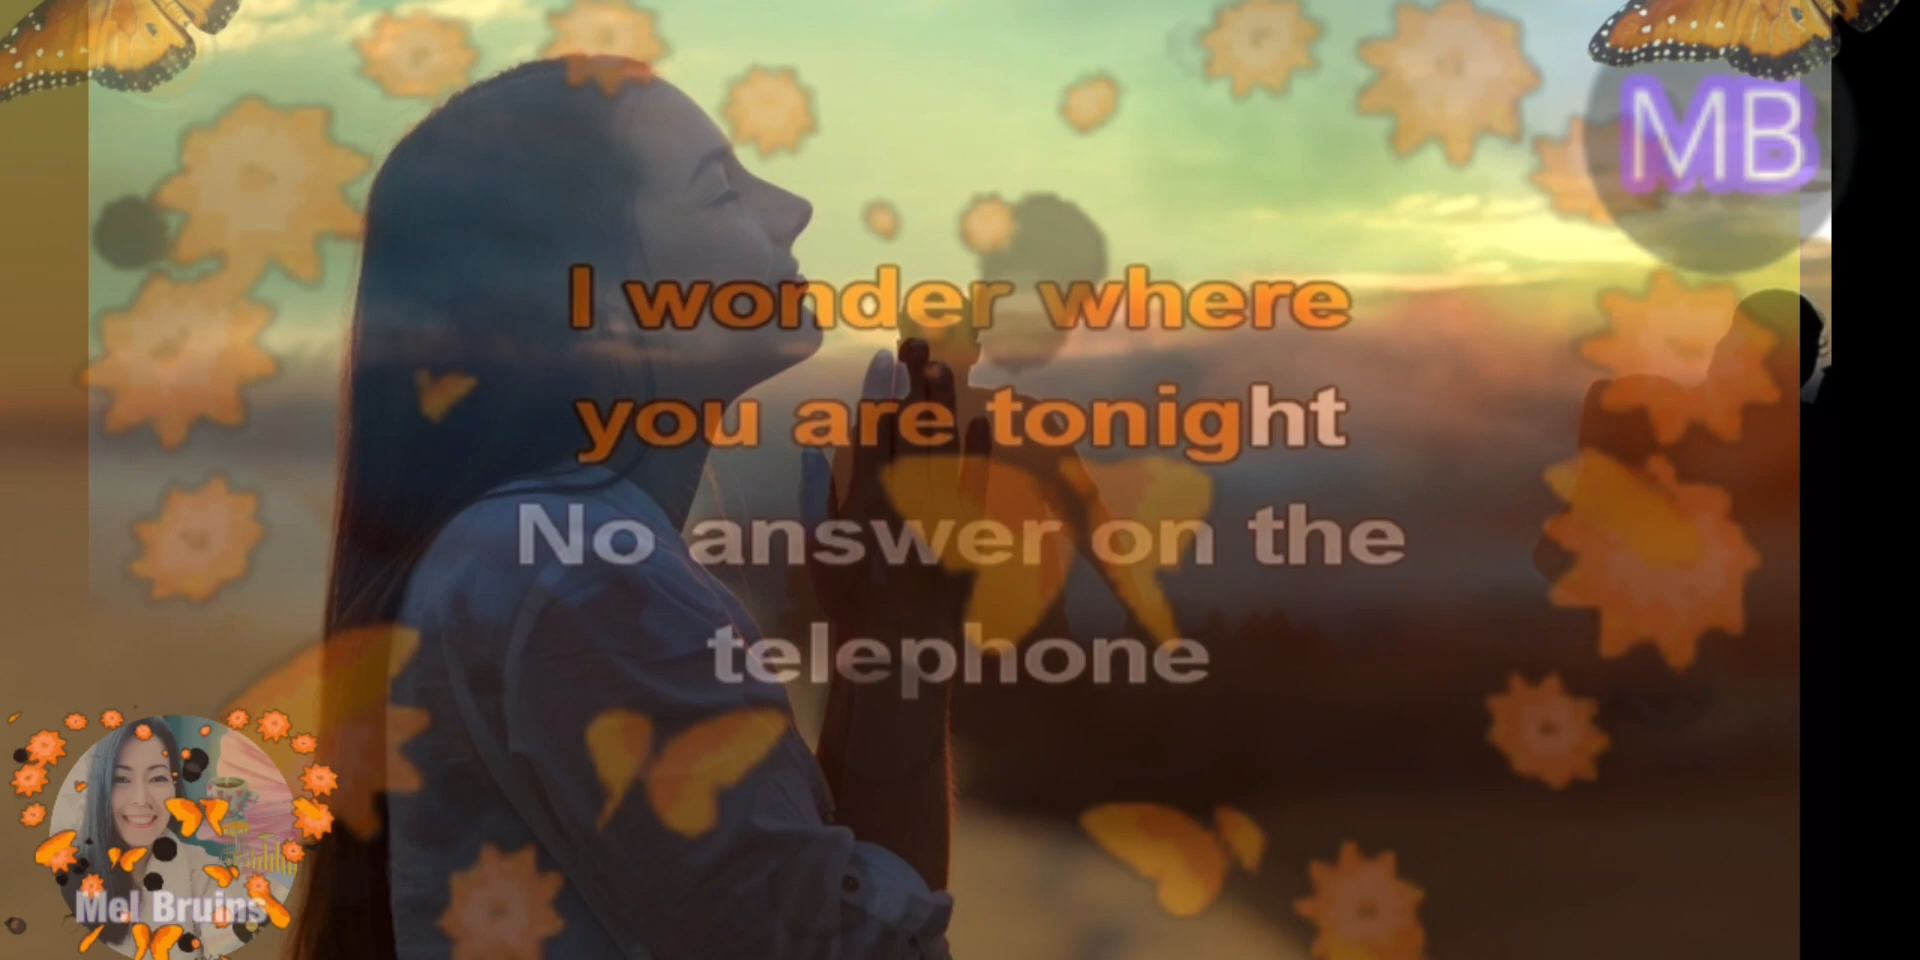 MB
I wonder where
you are tonight
No answer on the
telephone
Mel Bruins